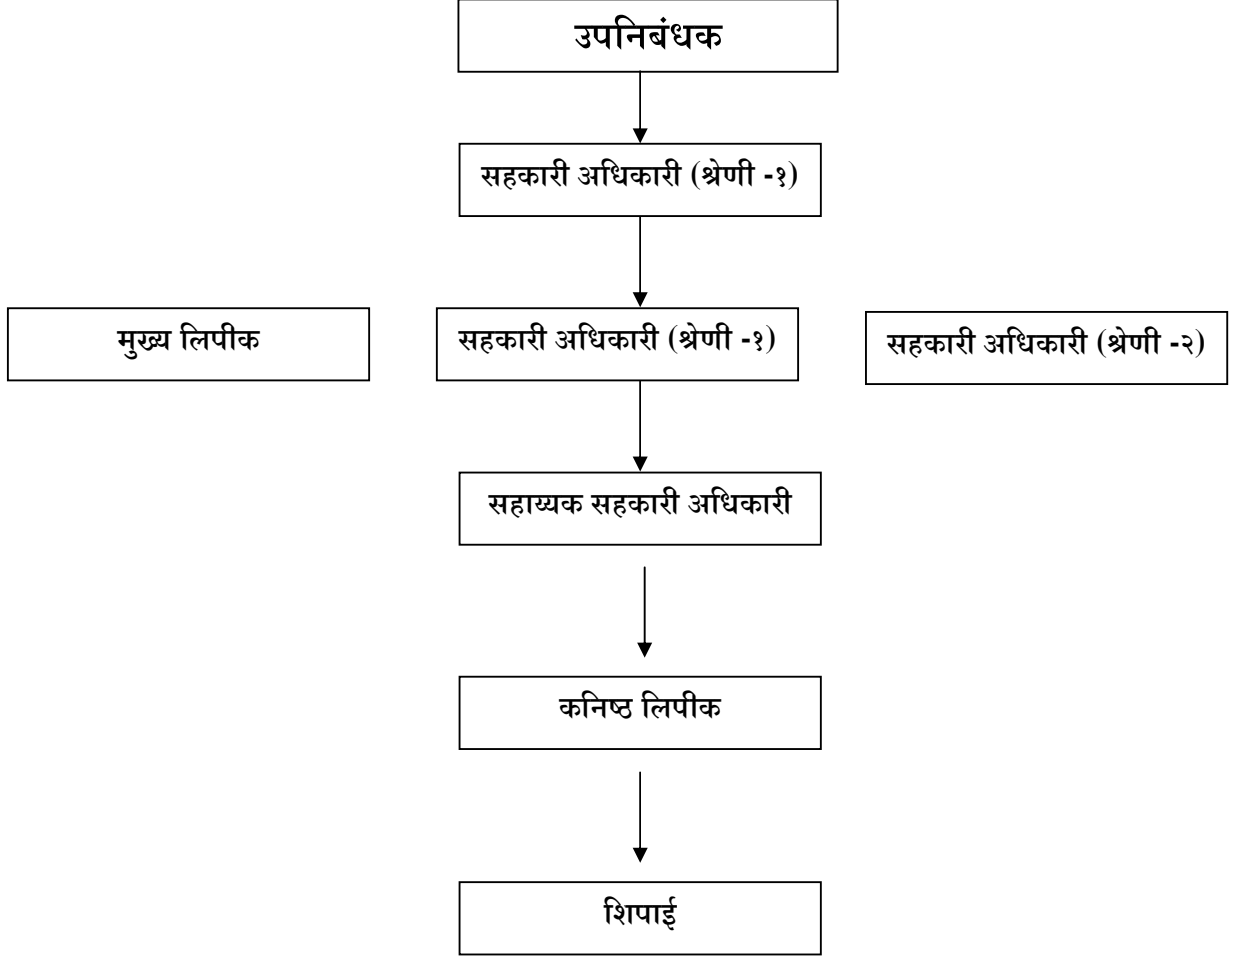 उपनिबंधक
सहकारी अधिकारी (श्रेणी -१)
मुख्य लिपीक
सहकारी अधिकारी (श्रेणी -१)
सहकारी अधिकारी (श्रेणी -२)
सहाय्यक सहकारी अधिकारी
कनिष्ठ लिपीक
शिपाई